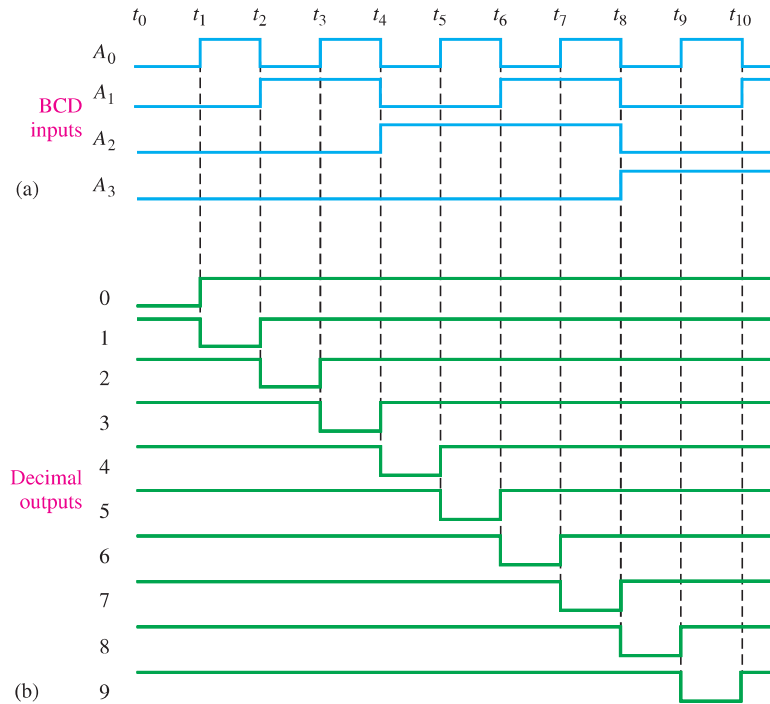 t0 t1 t2 t3 t4 t5 t6 t7 t8 t9 t10
A0
A1
BCD
inputs
A2
(a)
A3
0
1
2
3
4
Decimal
outputs
5
6
7
8
(b)
9